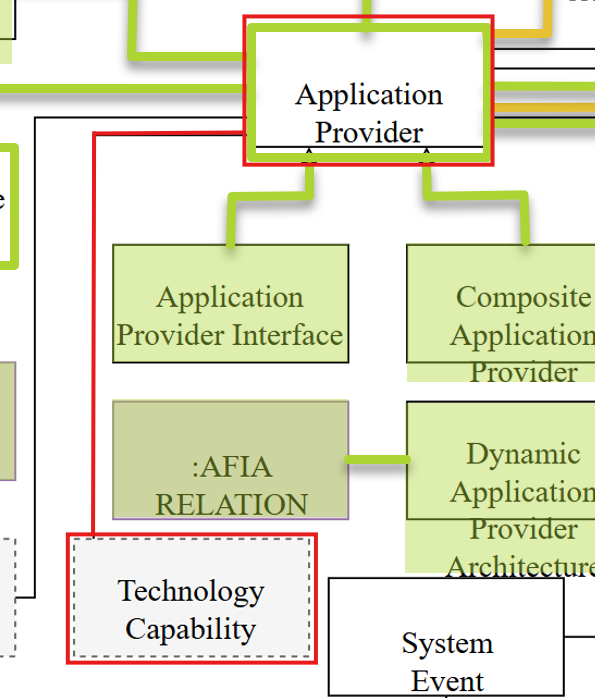 Application
Provider
e
Application
Provider Interface
Composite
Application
Provider
:AFIA
RELATION
Dynamic
Application
Provider
Architecture
Technology
Capability
System
Event